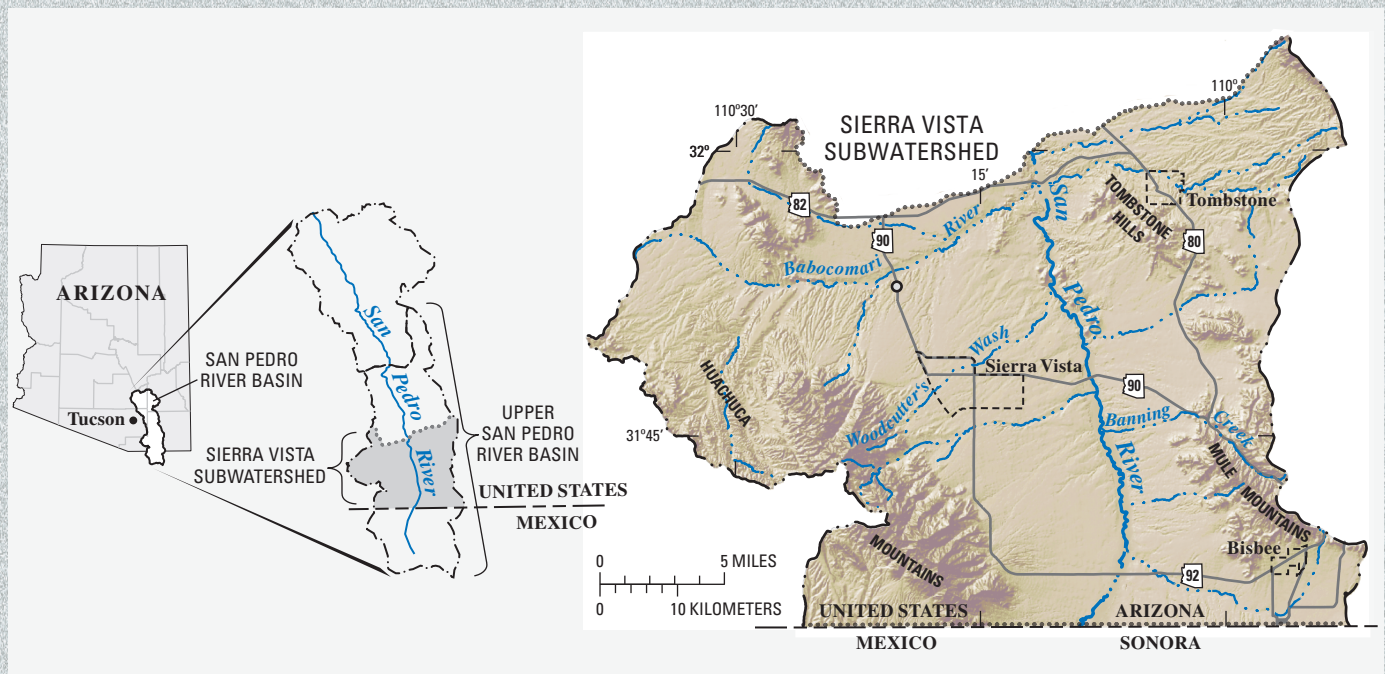 ARIZONA
Tucson
SAN PEDRO
RIVER BASIN
SIERRA VISTA
SUBWATERSHED
San
Pedro
River
UPPER
SAN PEDRO
RIVER BASIN
UNITED STATES
MEXICO
SIERRA VISTA
SUBWATERSHED
110°30'
32°
15'
110°
31°45'
82
90
80
90
92
San
Pedro
River
Babocomari River
Woodcutter's Wash
Banning Creek
TOMBSTONE
HILLS
Tombstone
Sierra Vista
HUACHUCA
MOUNTAINS
MULE MOUNTAINS
Bisbee
0 5 MILES
0 10 KILOMETERS
UNITED STATES ARIZONA
MEXICO SONORA